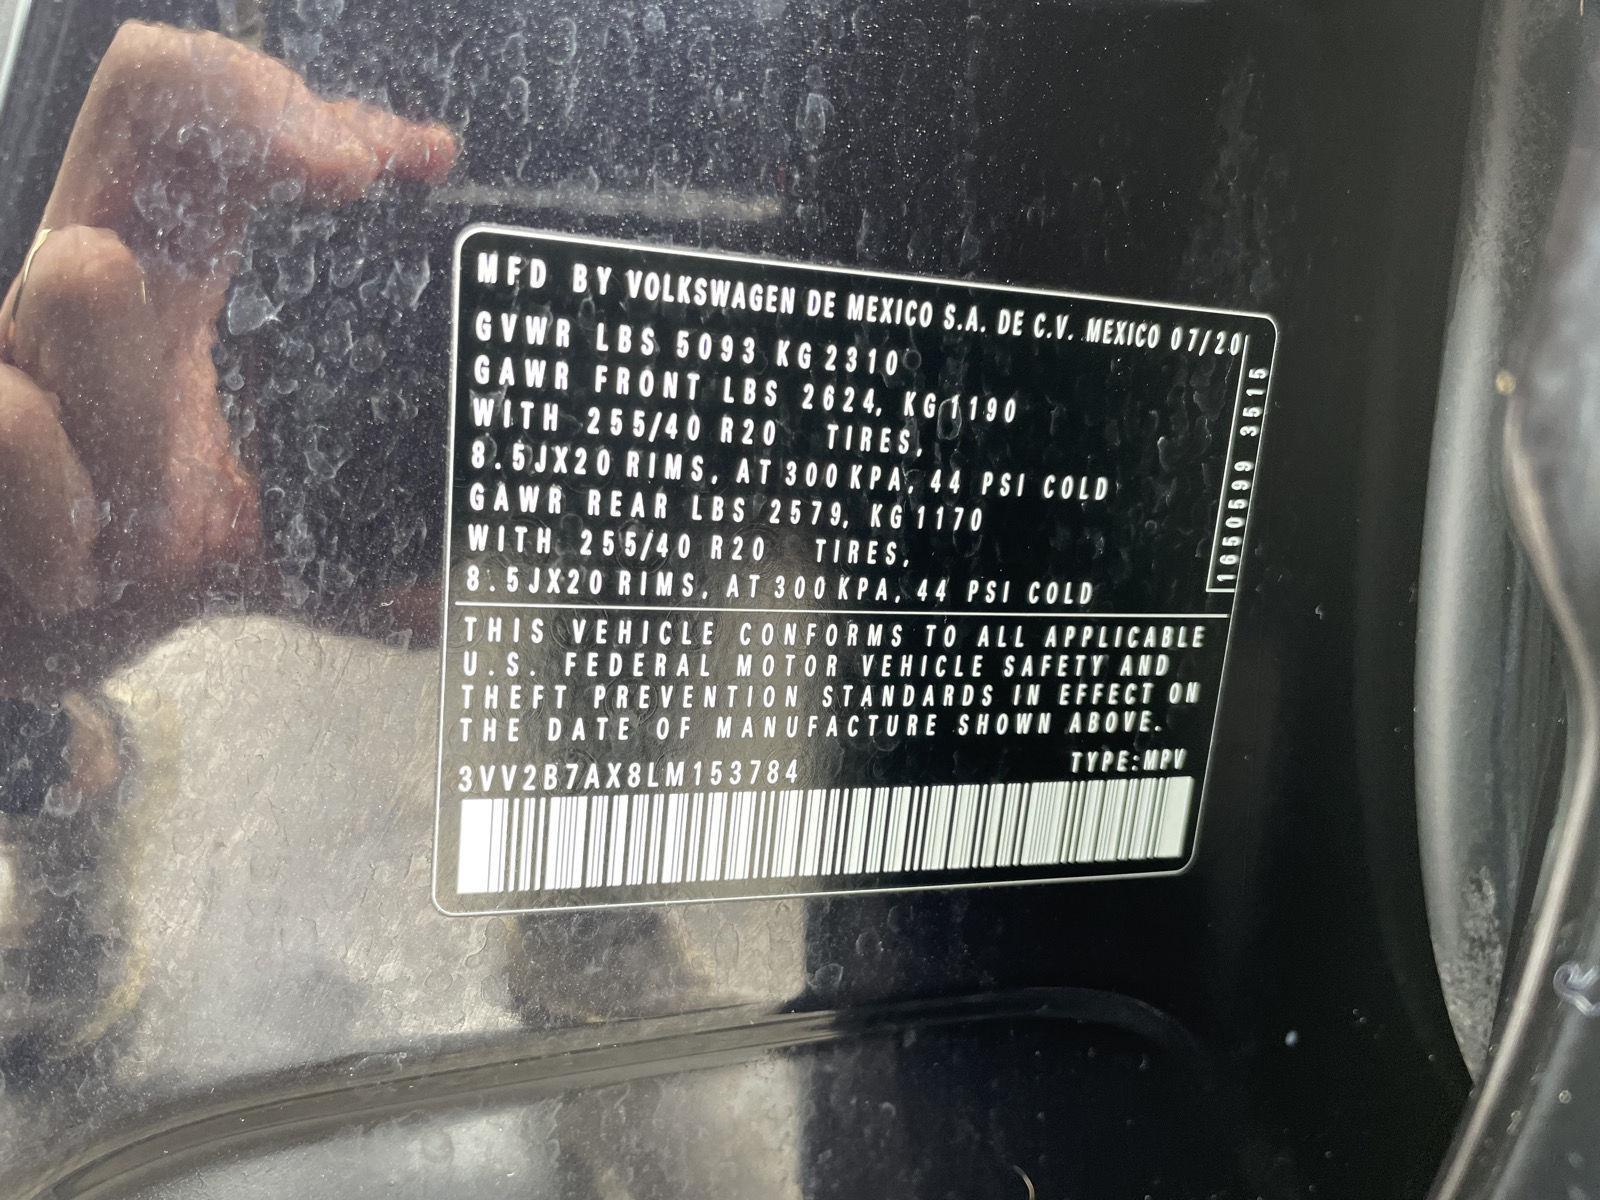 MFD BY VOLKSWAGEN DE MEXICO S.A. DE C.V. MEXICO 07/20
GVWR LBS 5093 KG 2310
GAWR FRONT LBS 2624, KG 1190
WITH 255/40 R20 TIRES,
8.5JX20 RIMS, AT 300 KPA, 44 PSI COLD
GAWR REAR LBS 2579, KG 1170
WITH 255/40 R20 TIRES,
8.5JX20 RIMS, AT 300 KPA, 44 PSI COLD
1650599 3515
THIS VEHICLE CONFORMS TO ALL APPLICABLE
U.S. FEDERAL MOTOR VEHICLE SAFETY AND
THEFT PREVENTION STANDARDS IN EFFECT ON
THE DATE OF MANUFACTURE SHOWN ABOVE.
3VV2B7AX8LM153784 TYPE:MPV